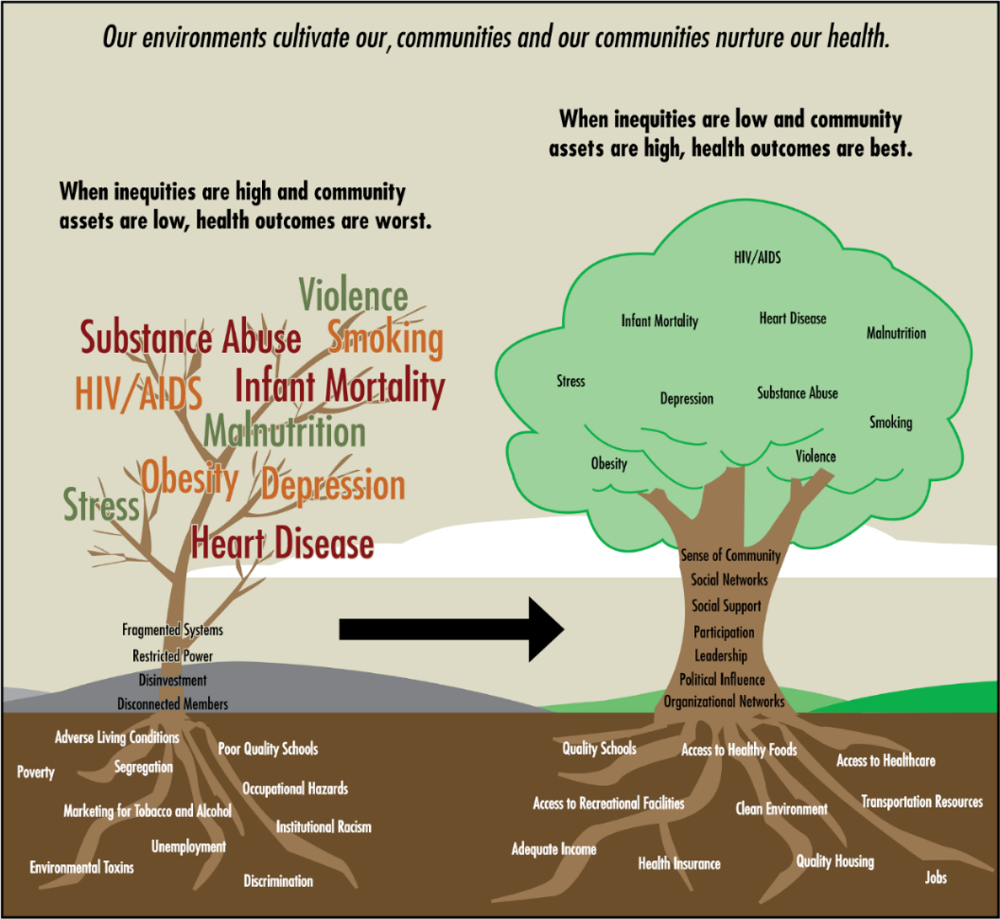 Our environments cultivate our, communities and our communities nurture our health.
When inequities are high and community
assets are low, health outcomes are worst.
Violence
Substance Abuse
Smoking
HIV/AIDS
Infant Mortality
Malnutrition
Obesity
Depression
Stress
Heart Disease
Fragmented Systems
Restricted Power
Disinvestment
Disconnected Members
Adverse Living Conditions
Poor Quality Schools
Segregation
Poverty
Occupational Hazards
Marketing for Tobacco and Alcohol
Institutional Racism
Unemployment
Environmental Toxins
Discrimination
When inequities are low and community
assets are high, health outcomes are best.
HIV/AIDS
Infant Mortality
Heart Disease
Malnutrition
Stress
Depression
Substance Abuse
Smoking
Obesity
Violence
Sense of Community
Social Networks
Social Support
Participation
Leadership
Political Influence
Organizational Networks
Quality Schools
Access to Healthy Foods
Access to Healthcare
Access to Recreational Facilities
Clean Environment
Transportation Resources
Adequate Income
Health Insurance
Quality Housing
Jobs